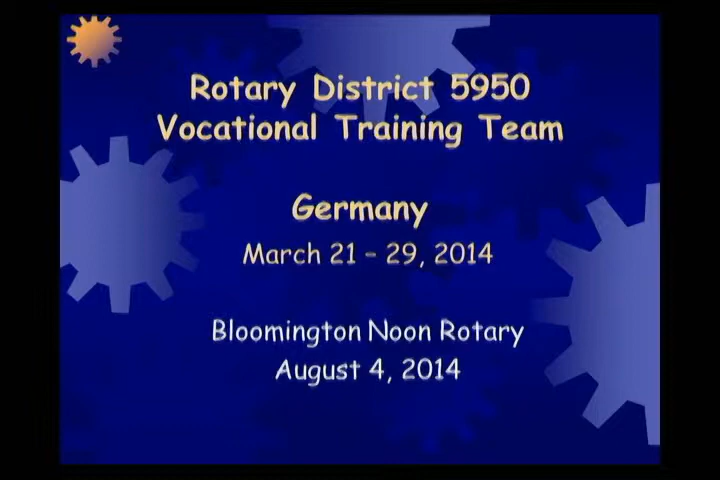 Rotary District 5950
Vocational Training Team
Germany
March 21 - 29, 2014
Bloomington Noon Rotary
August 4, 2014